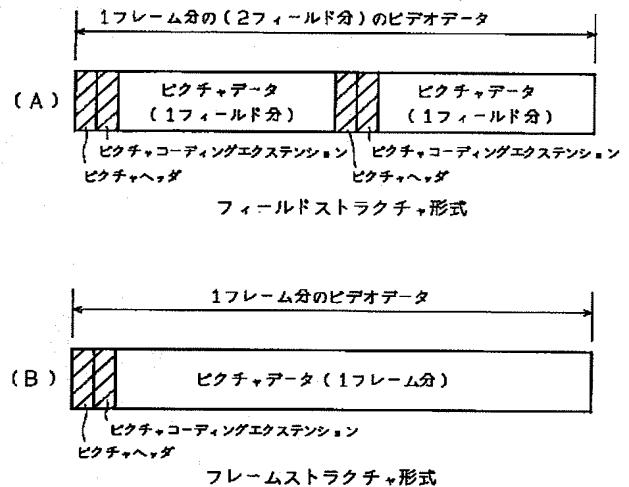 1フレーム分の(2フィールド分)のビデオデータ
(A)
ピクチャデータ ピクチャデータ
(1フィールド分) (1フィールド分)
ピクチャコーディングエクステンション ピクチャコーディングエクステンション
ピクチャヘッダ ピクチャヘッダ
フィールドストラクチャ形式
1フレーム分のビデオデータ
(B)
ピクチャデータ(1フレーム分)
ピクチャコーディングエクステンション
ピクチャヘッダ
フレームストラクチャ形式